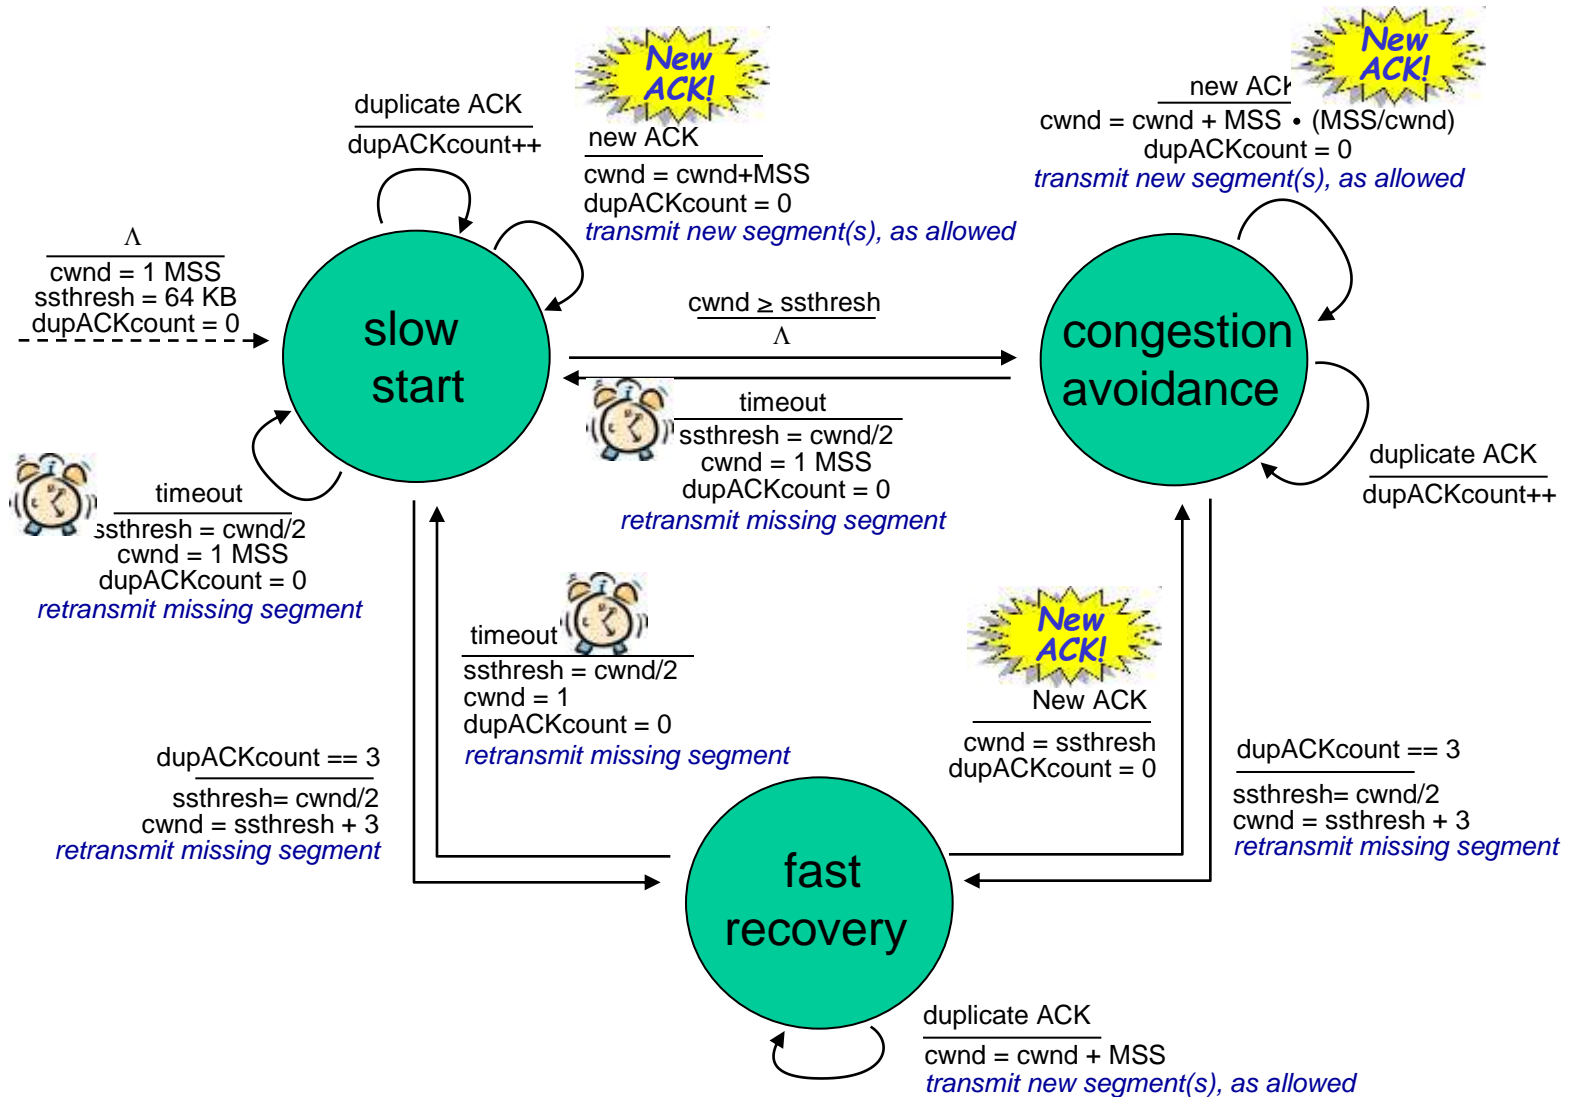 New
ACK!
New
ACK!
duplicate ACK
dupACKcount++
new ACK
cwnd = cwnd+MSS
dupACKcount = 0
transmit new segment(s), as allowed
new ACK
cwnd = cwnd + MSS • (MSS/cwnd)
dupACKcount = 0
transmit new segment(s), as allowed
Λ
cwnd = 1 MSS
ssthresh = 64 KB
dupACKcount = 0
slow
start
cwnd ≥ ssthresh
Λ
congestion
avoidance
timeout
ssthresh = cwnd/2
cwnd = 1 MSS
dupACKcount = 0
retransmit missing segment
duplicate ACK
dupACKcount++
timeout
ssthresh = cwnd/2
cwnd = 1 MSS
dupACKcount = 0
retransmit missing segment
timeout
ssthresh = cwnd/2
cwnd = 1
dupACKcount = 0
retransmit missing segment
New
ACK!
New ACK
cwnd = ssthresh
dupACKcount = 0
dupACKcount == 3
ssthresh= cwnd/2
cwnd = ssthresh + 3
retransmit missing segment
dupACKcount == 3
ssthresh= cwnd/2
cwnd = ssthresh + 3
retransmit missing segment
fast
recovery
duplicate ACK
cwnd = cwnd + MSS
transmit new segment(s), as allowed